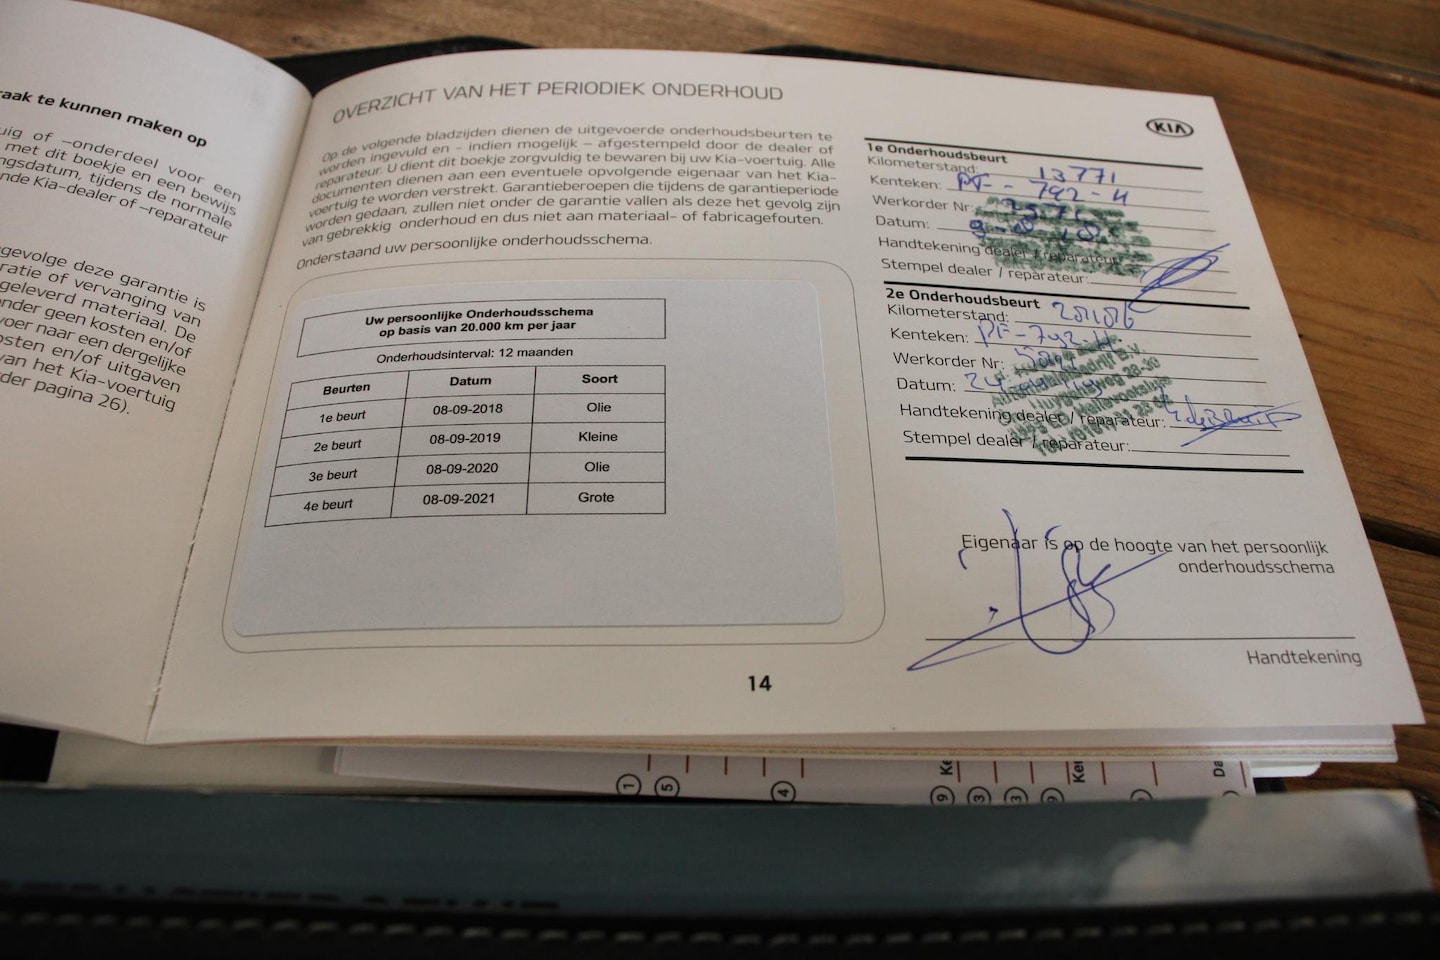 raak te kunnen maken op
uig of –onderdeel voor een
met dit boekje en een bewijs
ngsdatum, tijdens de normale
nde Kia-dealer of –reparateur
gevolge deze garantie is
ratie of vervanging van
geleverd materiaal. De
onder geen kosten en/of
voer naar een dergelijke
osten en/of uitgaven
van het Kia-voertuig
der pagina 26).
OVERZICHT VAN HET PERIODIEK ONDERHOUD
Op de volgende bladzijden dienen de uitgevoerde onderhoudsbeurten te
worden ingevuld en - indien mogelijk – afgestempeld door de dealer of
reparateur. U dient dit boekje zorgvuldig te bewaren bij uw Kia-voertuig. Alle
documenten dienen aan een eventuele opvolgende eigenaar van het Kia-
voertuig te worden verstrekt. Garantieberoepen die tijdens de garantieperiode
worden gedaan, zullen niet onder de garantie vallen als deze het gevolg zijn
van gebrekkig onderhoud en dus niet aan materiaal- of fabricagefouten.
Onderstaand uw persoonlijke onderhoudsschema.
Uw persoonlijke Onderhoudsschema
op basis van 20.000 km per jaar
Onderhoudsinterval: 12 maanden
Beurten Datum Soort
1e beurt 08-09-2018 Olie
2e beurt 08-09-2019 Kleine
3e beurt 08-09-2020 Olie
4e beurt 08-09-2021 Grote
KIA
1e Onderhoudsbeurt
Kilometerstand: 13771
Kenteken: PF - 792 - H
Werkorder Nr:
Datum:
Handtekening dealer / reparateur:
Stempel dealer / reparateur:
2e Onderhoudsbeurt
Kilometerstand:
Kenteken: PF-792-H
Werkorder Nr:
Datum:
Handtekening dealer / reparateur:
Stempel dealer / reparateur:
Eigenaar is op de hoogte van het persoonlijk
onderhoudsschema
Handtekening
14